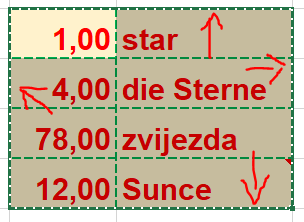 1,00 star
4,00 die Sterne
78,00 zvijezda
12,00 Sunce